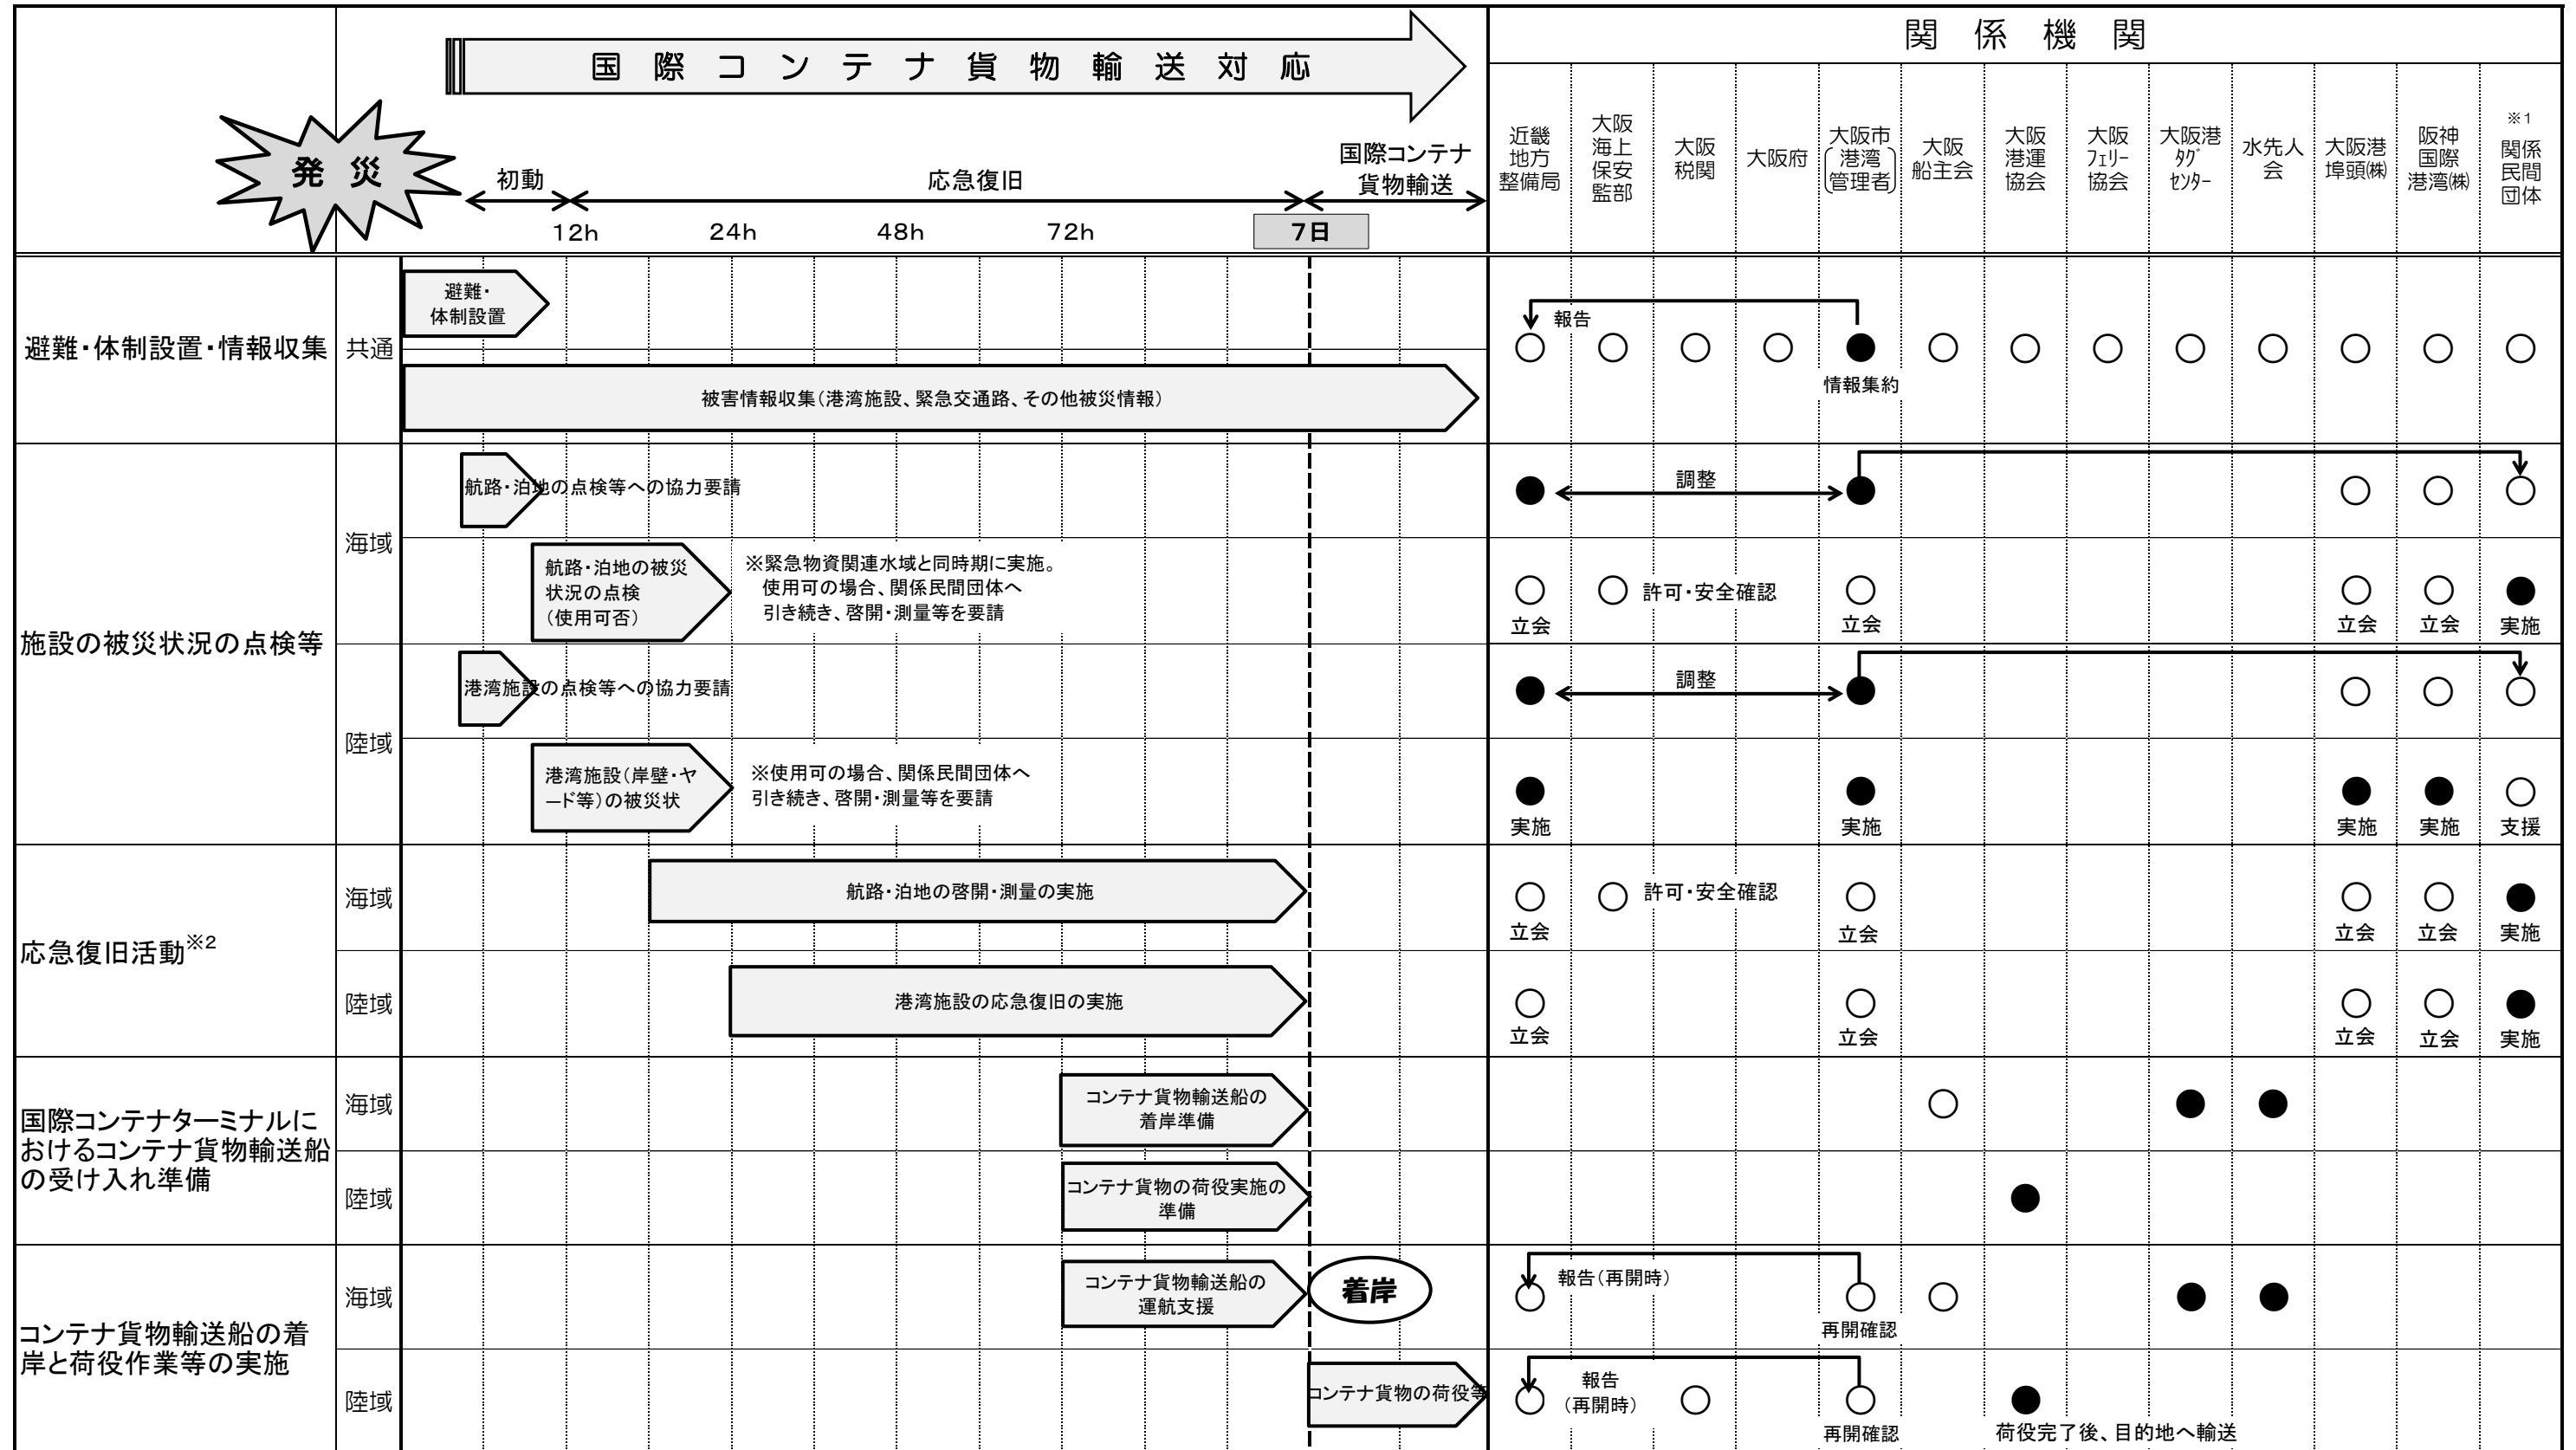 国際コンテナ貨物輸送対応
関係機関
発災
初動
応急復旧
国際コンテナ
貨物輸送
12h
24h
48h
72h
7日
近畿
地方
整備局
大阪
海上
保安
監部
大阪
税関
大阪府
大阪市
港湾
管理者
大阪
船主会
大阪
港運
協会
大阪
フェリー
協会
大阪港
タグ
センター
水先人
会
大阪港
埠頭㈱
阪神
国際
港湾㈱
※1
関係
民間
団体
避難・体制設置・情報収集
共通
避難・
体制設置
被害情報収集(港湾施設、緊急交通路、その他被災情報)
報告
情報集約
施設の被災状況の点検等
海域
航路・泊地の点検等への協力要請
調整
航路・泊地の被災
状況の点検
(使用可否)
※緊急物資関連水域と同時期に実施。
使用可の場合、関係民間団体へ
引き続き、啓開・測量等を要請
立会
許可・安全確認
立会
立会
立会
実施
陸域
港湾施設の点検等への協力要請
調整
港湾施設(岸壁・ヤ
ード等)の被災状
※使用可の場合、関係民間団体へ
引き続き、啓開・測量等を要請
実施
実施
実施
実施
支援
応急復旧活動※2
海域
航路・泊地の啓開・測量の実施
立会
許可・安全確認
立会
立会
立会
実施
陸域
港湾施設の応急復旧の実施
立会
立会
立会
立会
実施
国際コンテナターミナルに
おけるコンテナ貨物輸送船
の受け入れ準備
海域
コンテナ貨物輸送船の
着岸準備
陸域
コンテナ貨物の荷役実施の
準備
コンテナ貨物輸送船の着
岸と荷役作業等の実施
海域
コンテナ貨物輸送船の
運航支援
着岸
報告(再開時)
再開確認
陸域
コンテナ貨物の荷役等
報告
(再開時)
再開確認
荷役完了後、目的地へ輸送